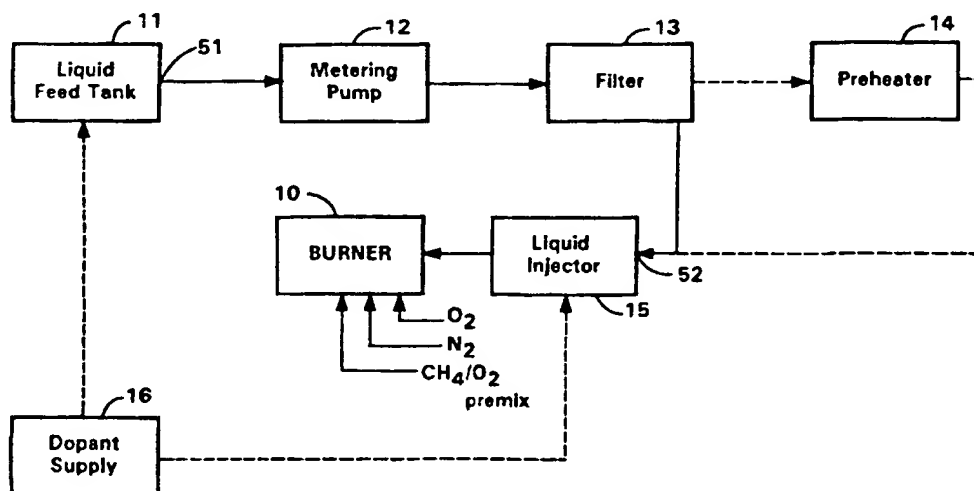 11
51
12
13
14
Liquid
Feed Tank
Metering
Pump
Filter
Preheater
10
BURNER
Liquid
Injector
52
15
O2
N2
CH4/O2
premix
16
Dopant
Supply